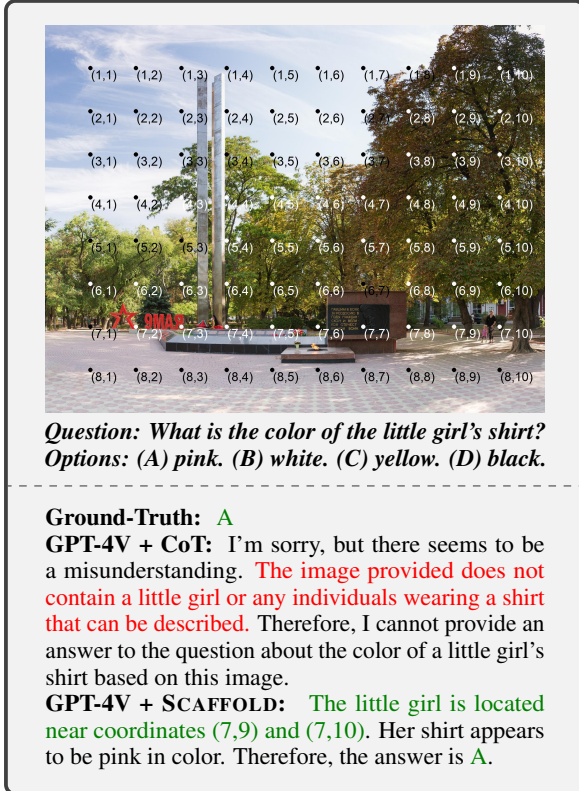 (1,1) (1,2) (1,3) (1,4) (1,5) (1,6) (1,7) (1,8) (1,9) (1,10)
(2,1) (2,2) (2,3) (2,4) (2,5) (2,6) (2,7) (2,8) (2,9) (2,10)
(3,1) (3,2) (3,3) (3,4) (3,5) (3,6) (3,7) (3,8) (3,9) (3,10)
(4,1) (4,2) (4,3) (4,4) (4,5) (4,6) (4,7) (4,8) (4,9) (4,10)
(5,1) (5,2) (5,3) (5,4) (5,5) (5,6) (5,7) (5,8) (5,9) (5,10)
(6,1) (6,2) (6,3) (6,4) (6,5) (6,6) (6,7) (6,8) (6,9) (6,10)
9МАЯ
(7,1) (7,2) (7,3) (7,4) (7,5) (7,6) (7,7) (7,8) (7,9) (7,10)
(8,1) (8,2) (8,3) (8,4) (8,5) (8,6) (8,7) (8,8) (8,9) (8,10)
Question: What is the color of the little girl's shirt?
Options: (A) pink. (B) white. (C) yellow. (D) black.
Ground-Truth: A
GPT-4V + CoT: I'm sorry, but there seems to be
a misunderstanding. The image provided does not
contain a little girl or any individuals wearing a shirt
that can be described. Therefore, I cannot provide an
answer to the question about the color of a little girl's
shirt based on this image.
GPT-4V + SCAFFOLD: The little girl is located
near coordinates (7,9) and (7,10). Her shirt appears
to be pink in color. Therefore, the answer is A.